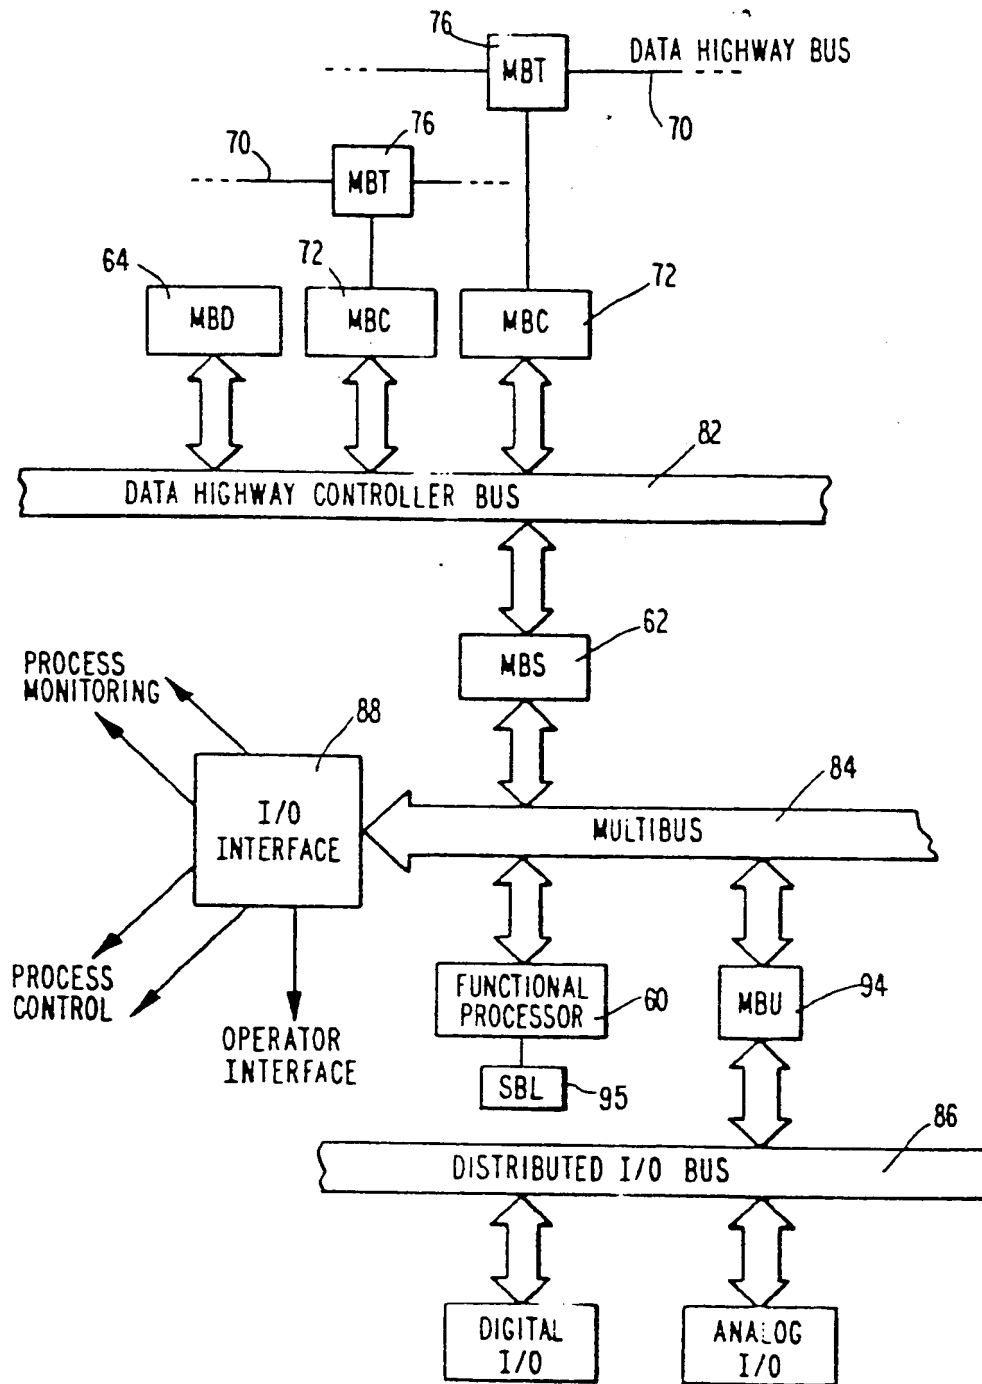 76
MBT
DATA HIGHWAY BUS
70
76
70
MBT
64
72
72
MBD
MBC
MBC
82
DATA HIGHWAY CONTROLLER BUS
62
MBS
PROCESS
MONITORING
88
I/O
INTERFACE
84
MULTIBUS
PROCESS
CONTROL
OPERATOR
INTERFACE
FUNCTIONAL
PROCESSOR
60
MBU
94
SBL
95
86
DISTRIBUTED I/O BUS
DIGITAL
I/O
ANALOG
I/O